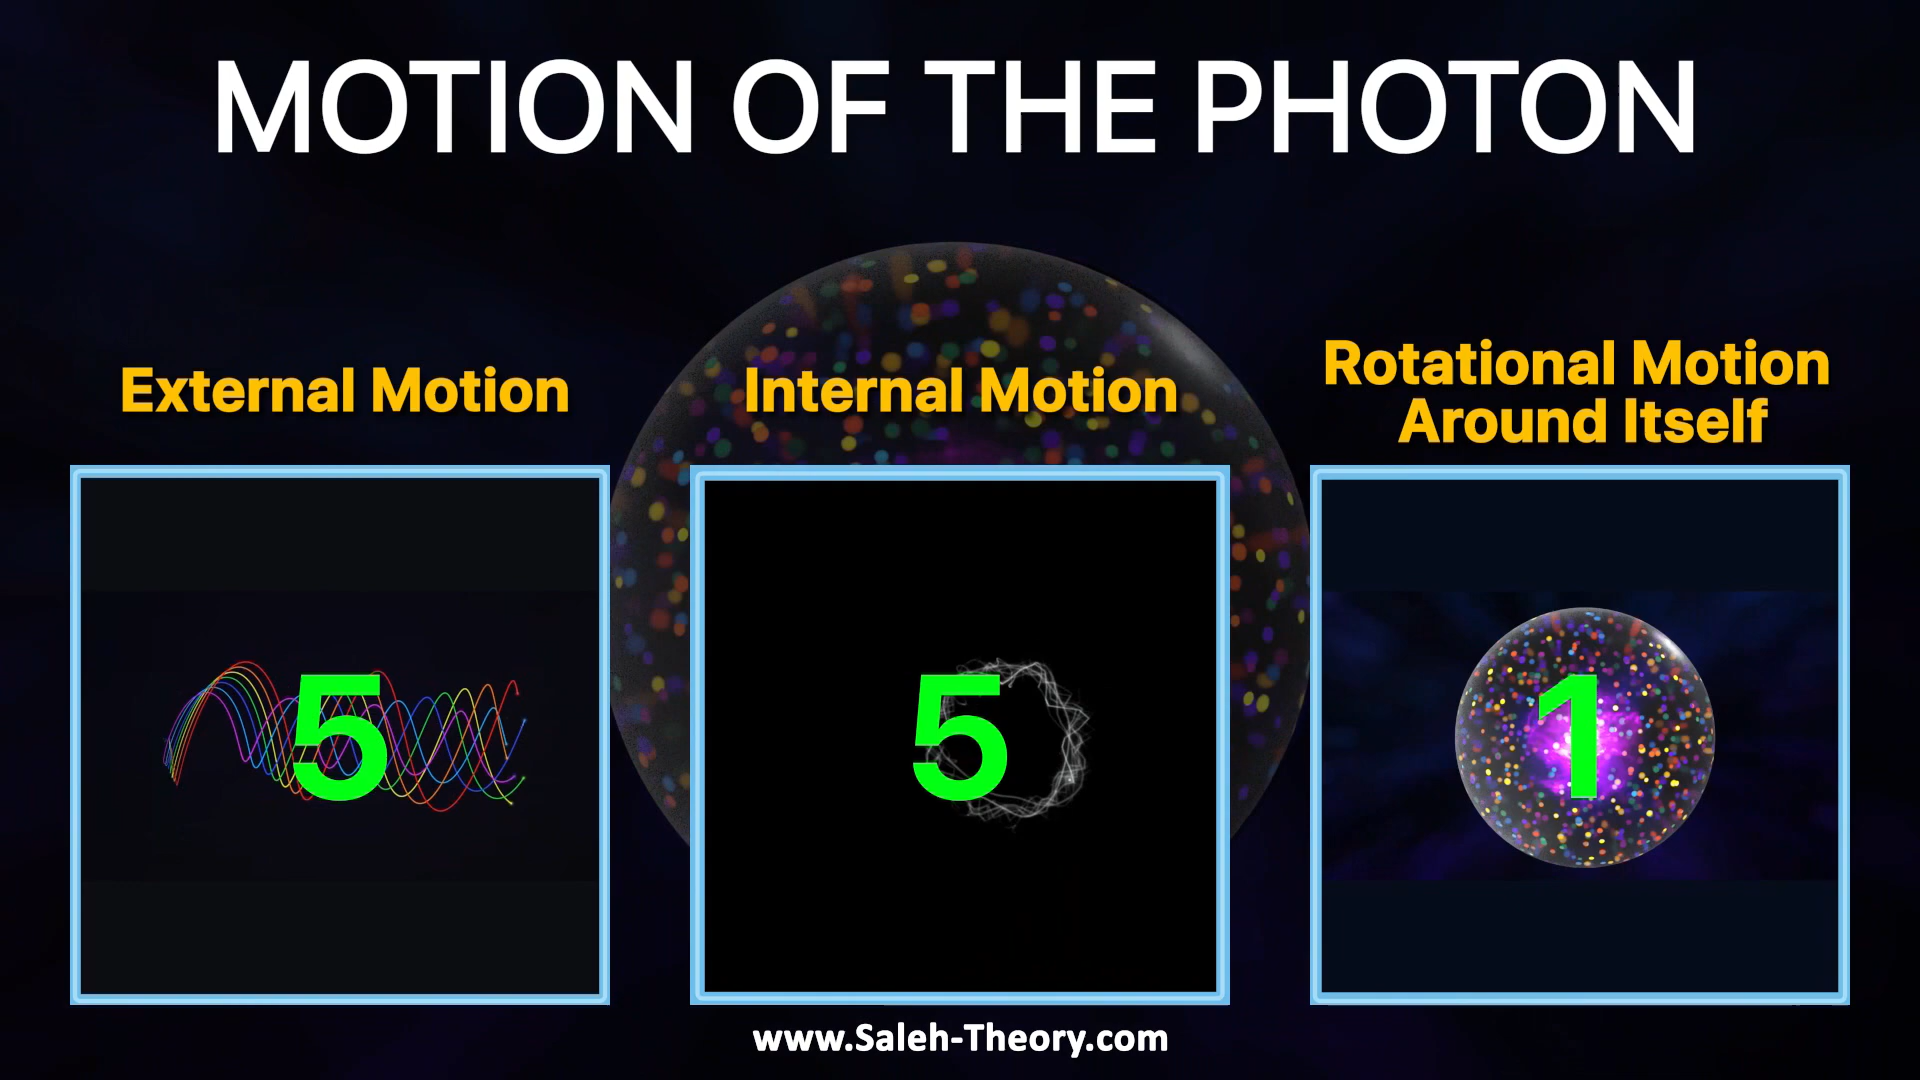 MOTION OF THE PHOTON
External Motion
Internal Motion
Rotational Motion
Around Itself
5
5
1
www.Saleh-Theory.com